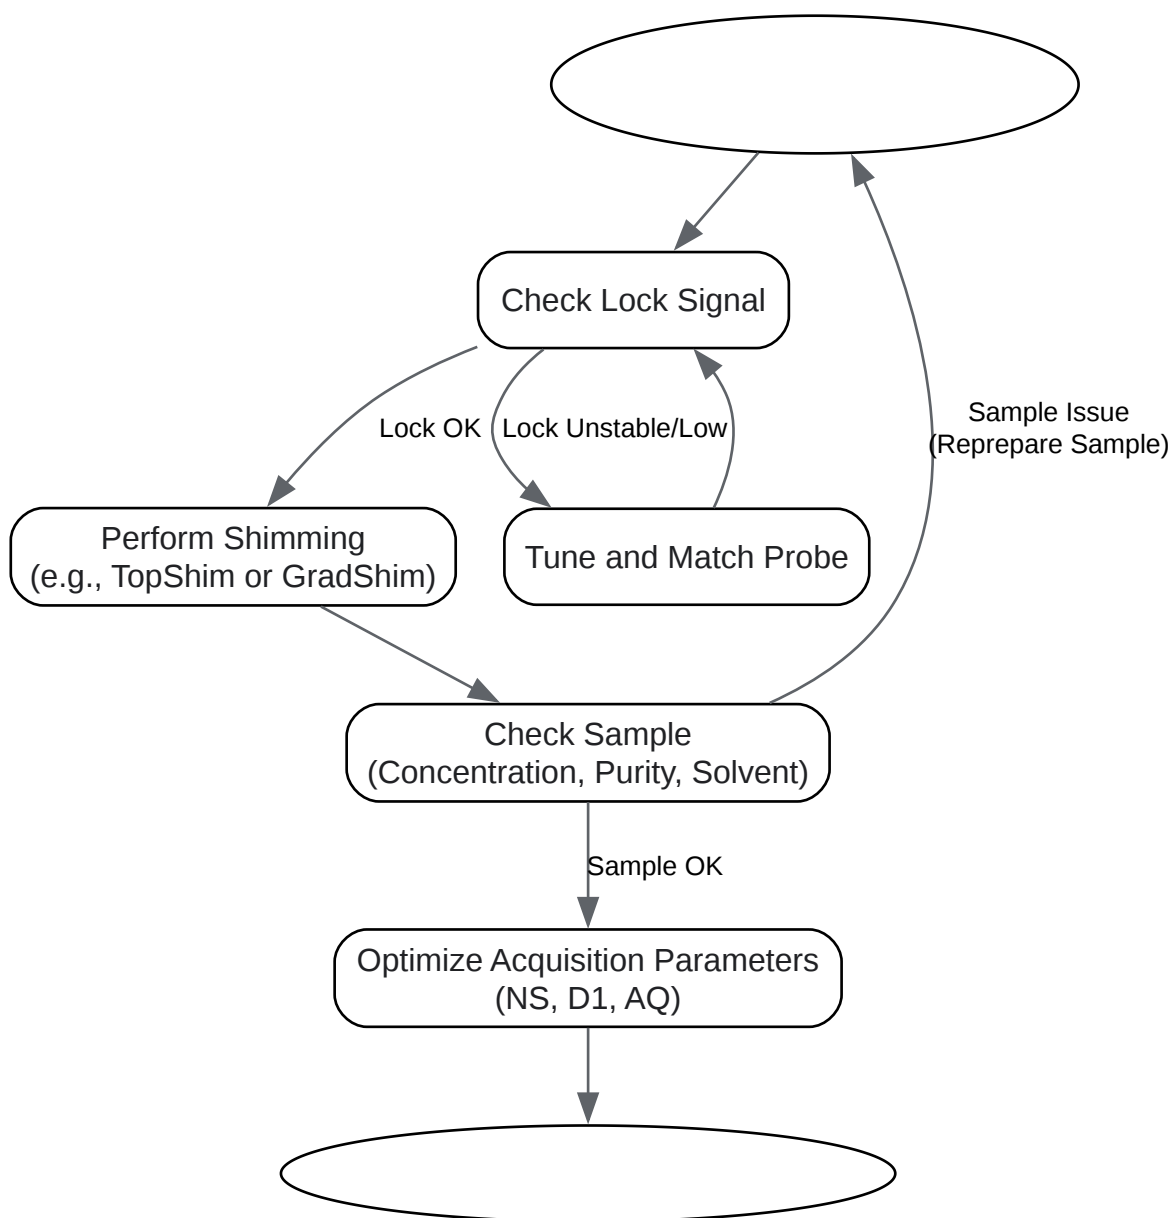 Check Lock Signal
Lock OK
Lock Unstable/Low
Sample Issue
(Reprepare Sample)
Perform Shimming
(e.g., TopShim or GradShim)
Tune and Match Probe
Check Sample
(Concentration, Purity, Solvent)
Sample OK
Optimize Acquisition Parameters
(NS, D1, AQ)